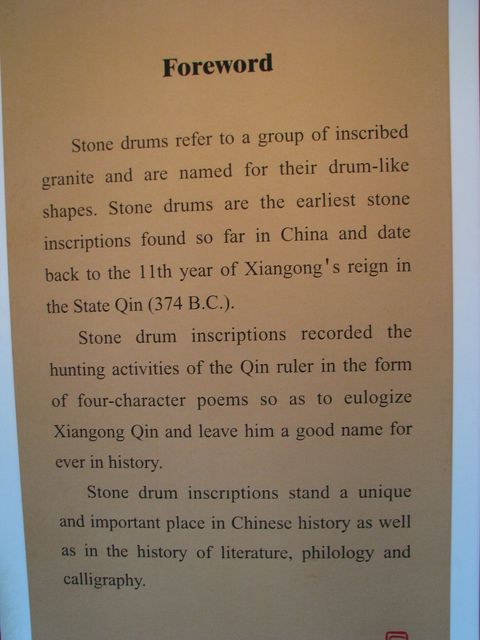 Foreword
Stone drums refer to a group of inscribed
granite and are named for their drum-like
shapes. Stone drums are the earliest stone
inscriptions found so far in China and date
back to the 11th year of Xiangong's reign in
the State Qin (374 B.C.).
Stone drum inscriptions recorded the
hunting activities of the Qin ruler in the form
of four-character poems so as to eulogize
Xiangong Qin and leave him a good name for
ever in history.
Stone drum inscriptions stand a unique
and important place in Chinese history as well
as in the history of literature, philology and
calligraphy.